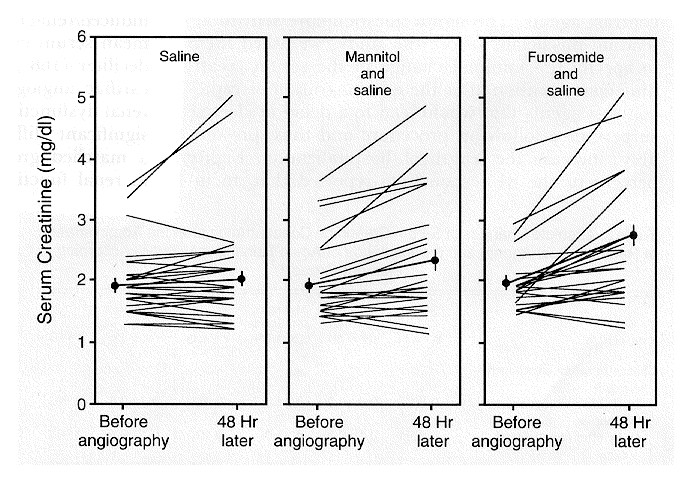 Serum Creatinine (mg/dl)
6
5
4
3
2
1
0
Saline
Before
angiography
48 Hr
later
Mannitol
and
saline
Before
angiography
48 Hr
later
Furosemide
and
saline
Before
angiography
48 Hr
later